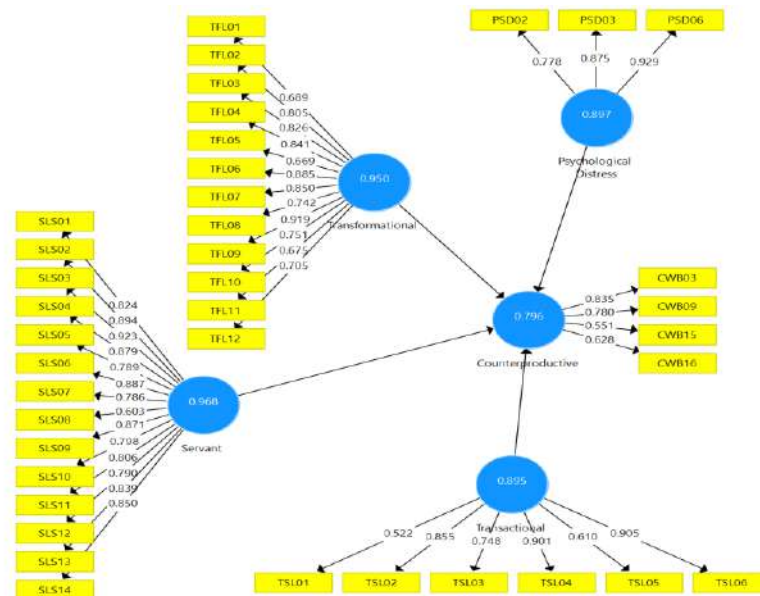 TFL01
TFL02
TFL03
TFL04
TFL05
TFL06
TFL07
TFL08
TFL09
TFL10
TFL11
TFL12
0.689
0.805
0.826
0.841
0.669
0.885
0.850
0.742
0.919
0.751
0.675
0.705
0.950
Transformational
PSD02
PSD03
PSD06
0.778
0.875
0.929
0.897
Psychological
Distress
SLS01
SLS02
SLS03
SLS04
SLS05
SLS06
SLS07
SLS08
SLS09
SLS10
SLS11
SLS12
SLS13
SLS14
0.824
0.894
0.923
0.879
0.789
0.887
0.786
0.603
0.871
0.798
0.806
0.790
0.839
0.850
0.968
Servant
0.796
Counterproductive
0.835
0.780
0.551
0.628
CWB03
CWB09
CWB15
CWB16
0.895
Transactional
0.522
0.855
0.748
0.901
0.610
0.905
TSL01
TSL02
TSL03
TSL04
TSL05
TSL06